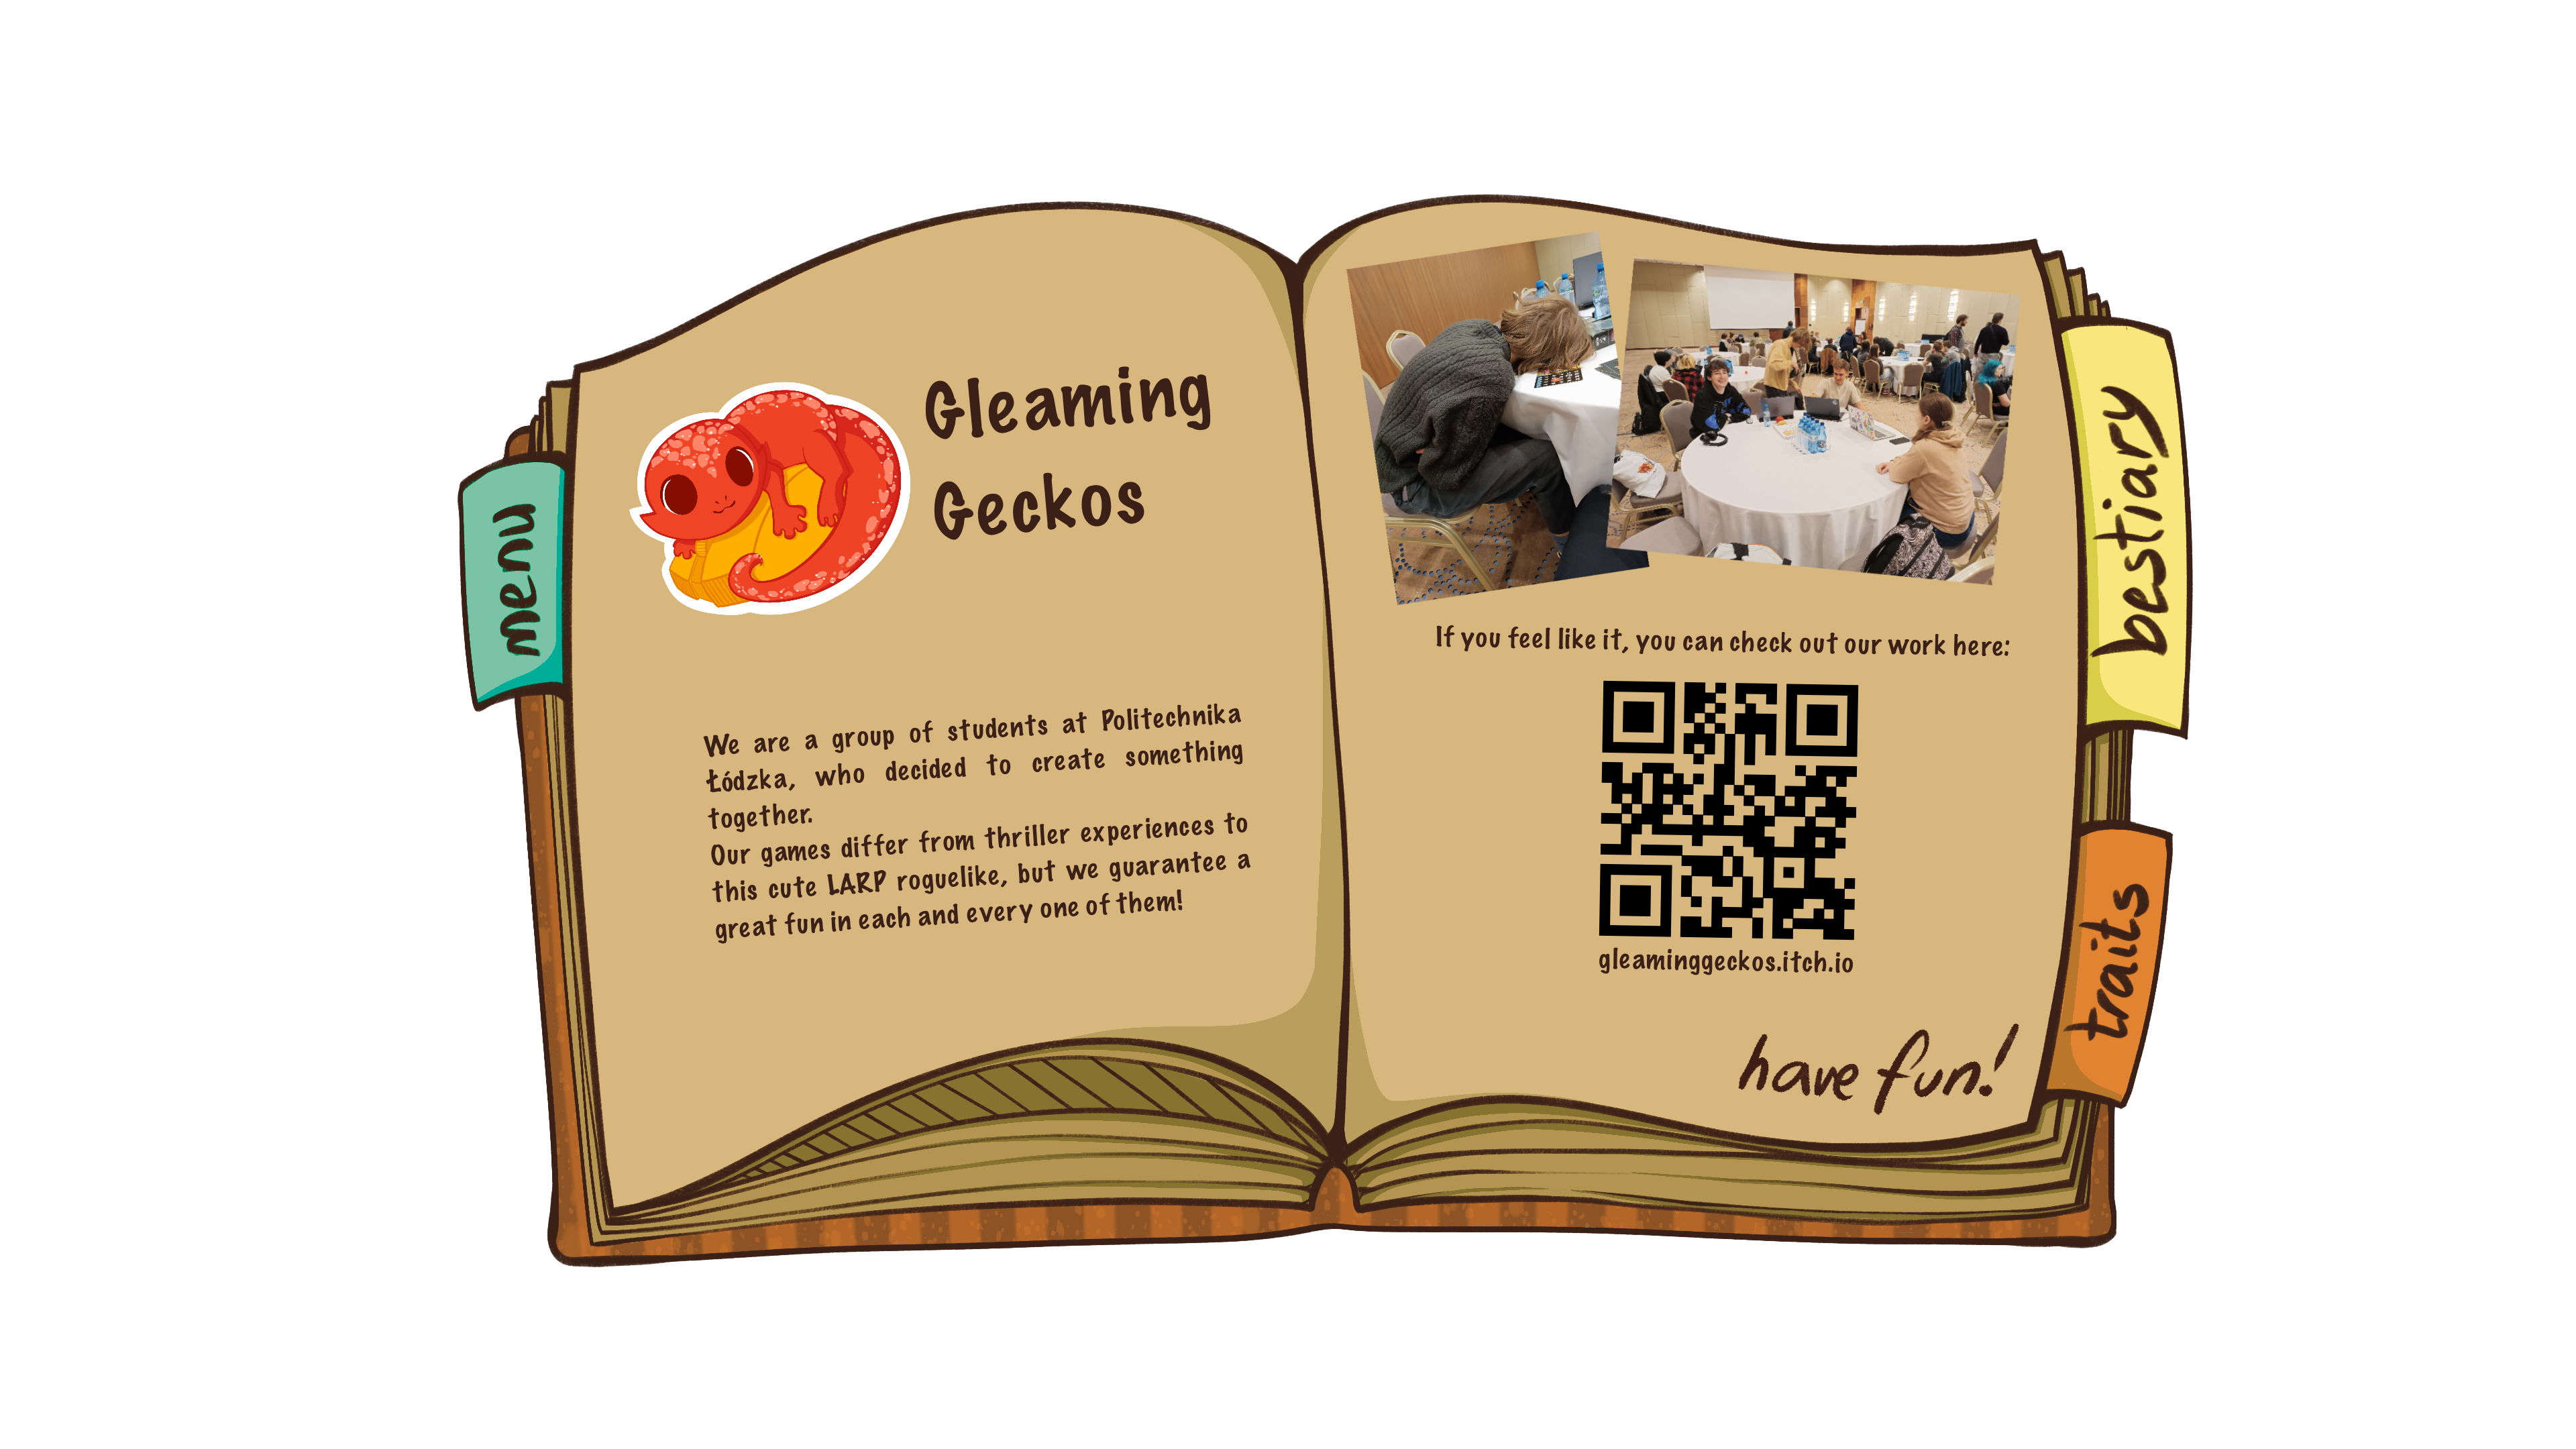 menu
Gleaming
Geckos
We are a group of students at Politechnika
Łódzka, who decided to create something
together.
Our games differ from thriller experiences to
this cute LARP roguelike, but we guarantee a
great fun in each and every one of them!
If you feel like it, you can check out our work here:
gleaminggeckos.itch.io
have fun!
bestiary
traits